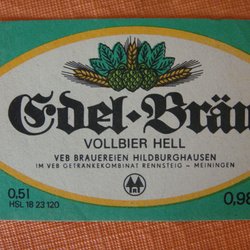 Edel-Bräu
VOLLBIER HELL
VEB BRAUEREIEN HILDBURGHAUSEN
IM VEB GETRÄNKEKOMBINAT RENNSTEIG – MEININGEN
0,5l
HSL 18 23 120
0,98